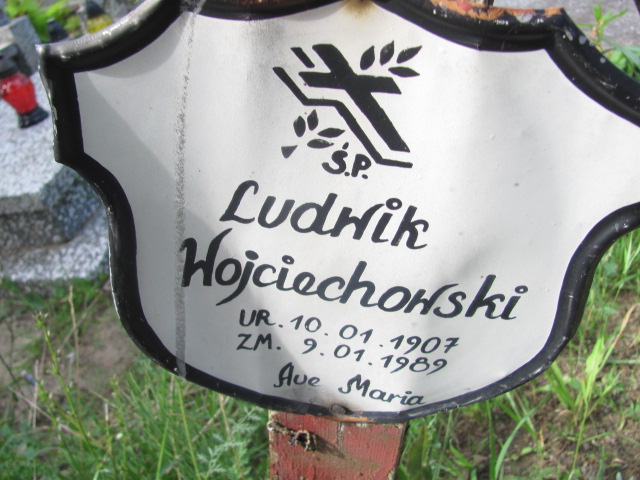 Ś.P.
Ludwik
Wojciechowski
UR. 10.01.1907
ZM. 9.01.1989
Ave Maria